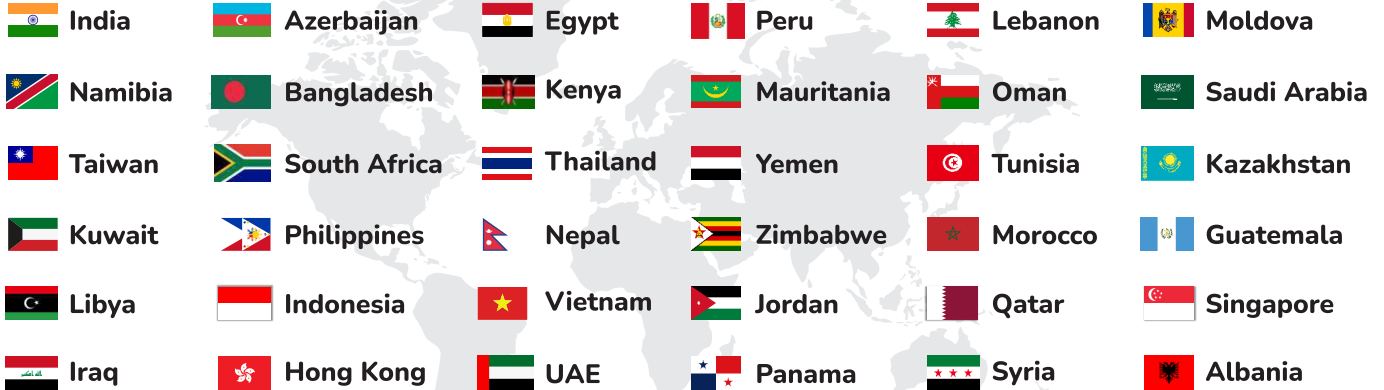 India Azerbaijan Egypt Peru Lebanon Moldova
Namibia Bangladesh Kenya Mauritania Oman Saudi Arabia
Taiwan South Africa Thailand Yemen Tunisia Kazakhstan
Kuwait Philippines Nepal Zimbabwe Morocco Guatemala
Libya Indonesia Vietnam Jordan Qatar Singapore
Iraq Hong Kong UAE Panama Syria Albania